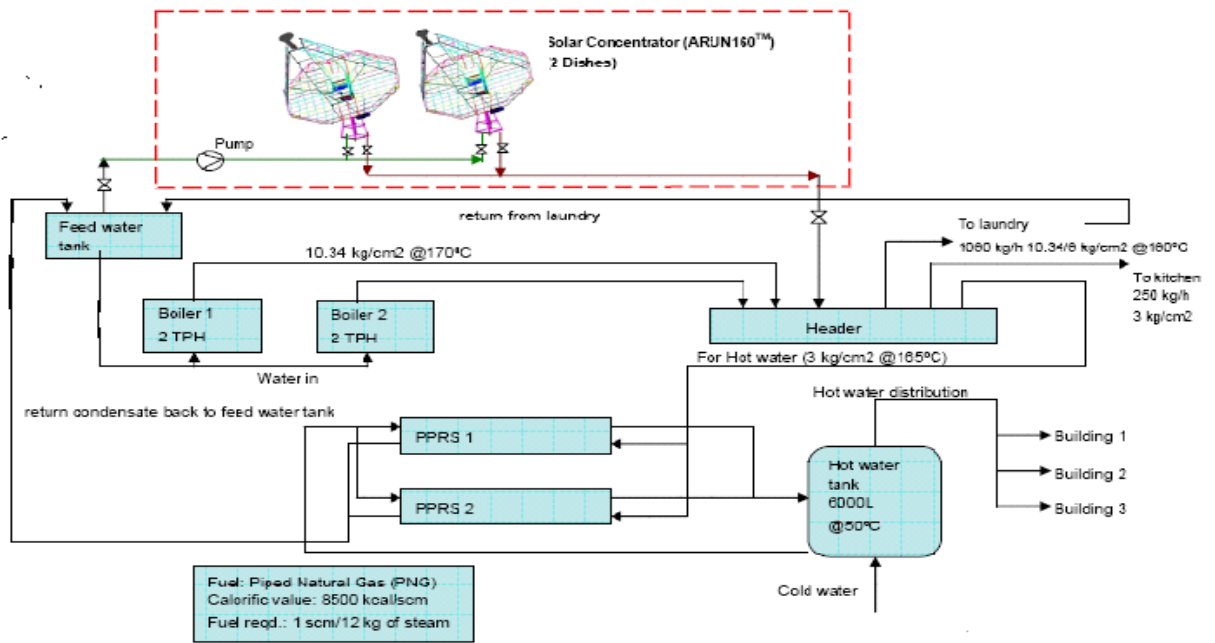 Solar Concentrator (ARUN160™)
(2 Dishes)
Pump
return from laundry
Feed water
tank
To laundry
1060 kg/h 10.34/6 kg/cm2 @160°C
10.34 kg/cm2 @170°C
To kitchen
250 kg/h
3 kg/cm2
Boiler 1
2 TPH
Boiler 2
2 TPH
Header
For Hot water (3 kg/cm2 @165°C)
Water in
Hot water distribution
return condensate back to feed water tank
PPRS 1
Building 1
Hot water
tank
6000L
@50°C
Building 2
PPRS 2
Building 3
Fuel: Piped Natural Gas (PNG)
Calorific value: 8500 kcal/scm
Fuel reqd.: 1 scm/12 kg of steam
Cold water